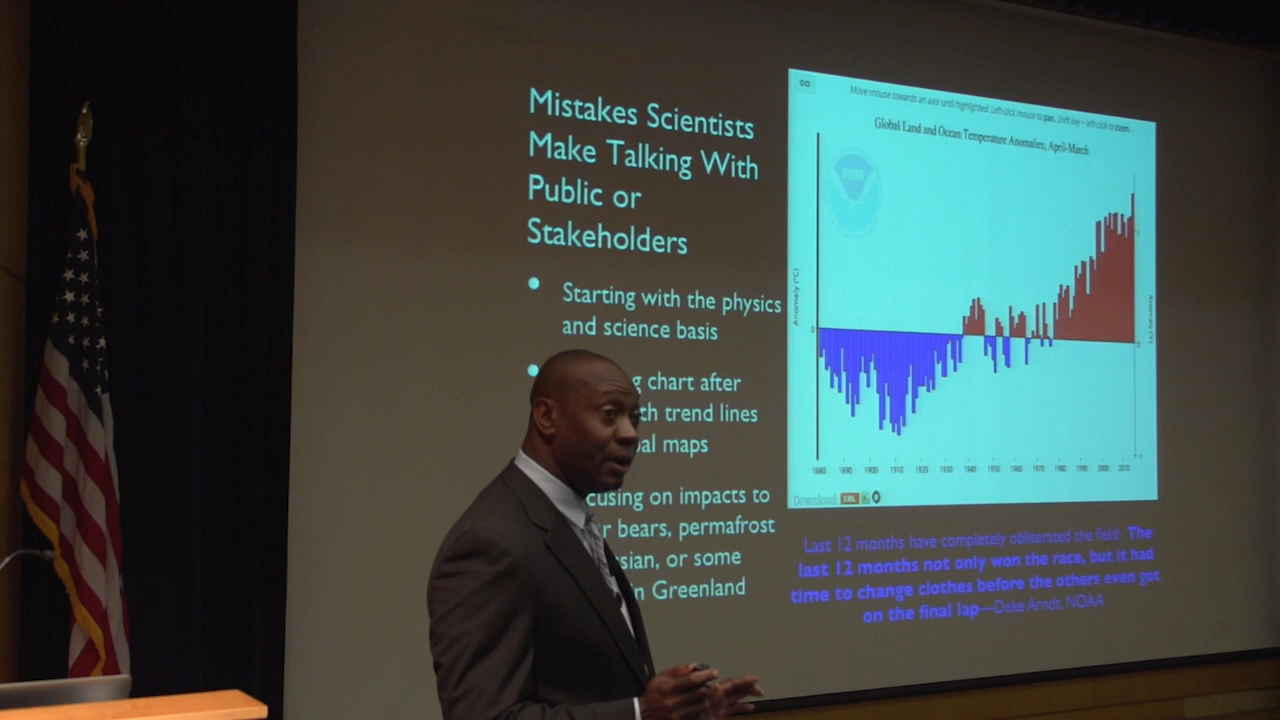 Mistakes Scientists
Make Talking With
Public or
Stakeholders
• Starting with the physics
and science basis
• chart after
trend lines
maps
on impacts to
bears, permafrost
or some
Greenland
Move mouse towards an axis until highlighted. Left-click mouse to pan. Shift key + left-click to zoom.
Global Land and Ocean Temperature Anomalies, April-March
Anomaly (°C)
0
Anomaly (°F)
1880 1890 1900 1910 1920 1930 1940 1950 1960 1970 1980 1990 2000 2010
Download: XML
Last 12 months have completely obliterated the field: The
last 12 months not only won the race, but it had
time to change clothes before the others even got
on the final lap—Deke Arndt, NOAA